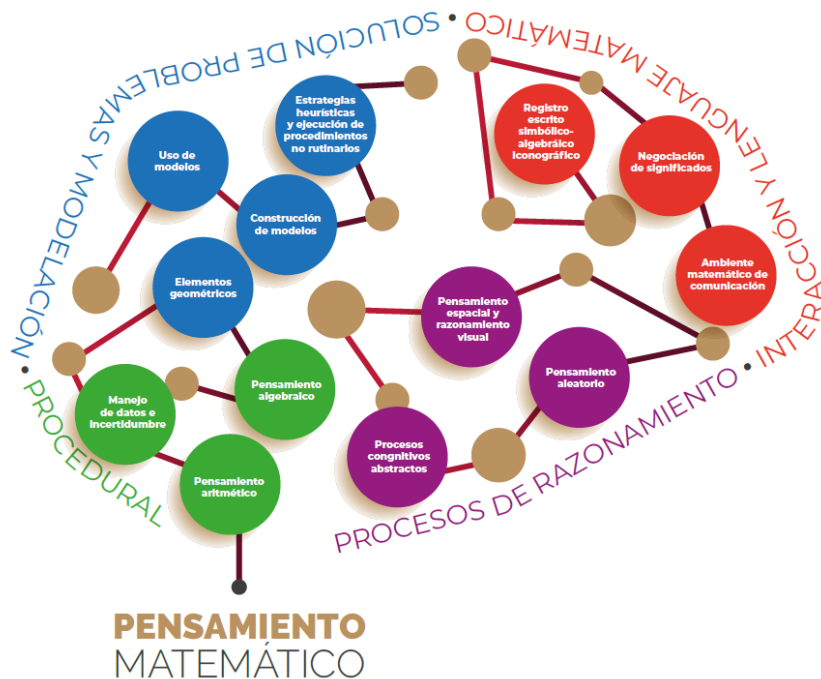 SOLUCIÓN DE PROBLEMAS Y MODELACIÓN •
INTERACCIÓN Y LENGUAJE MATEMÁTICO •
Estrategias
heurísticas
y ejecución de
procedimientos
no rutinarios
Uso de
modelos
Construcción
de modelos
Elementos
geométricos
Registro
escrito
simbólico-
algebráico
iconográfico
Negociación
de significados
Ambiente
matemático de
comunicación
Pensamiento
espacial y
razonamiento
visual
Pensamiento
aleatorio
Procesos
congnitivos
abstractos
PROCESOS DE RAZONAMIENTO •
Manejo
de datos e
incertidumbre
Pensamiento
algebraico
Pensamiento
aritmético
• PROCEDURAL
PENSAMIENTO
MATEMÁTICO